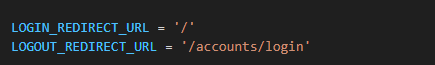 LOGIN_REDIRECT_URL = '/'
LOGOUT_REDIRECT_URL = '/accounts/login'